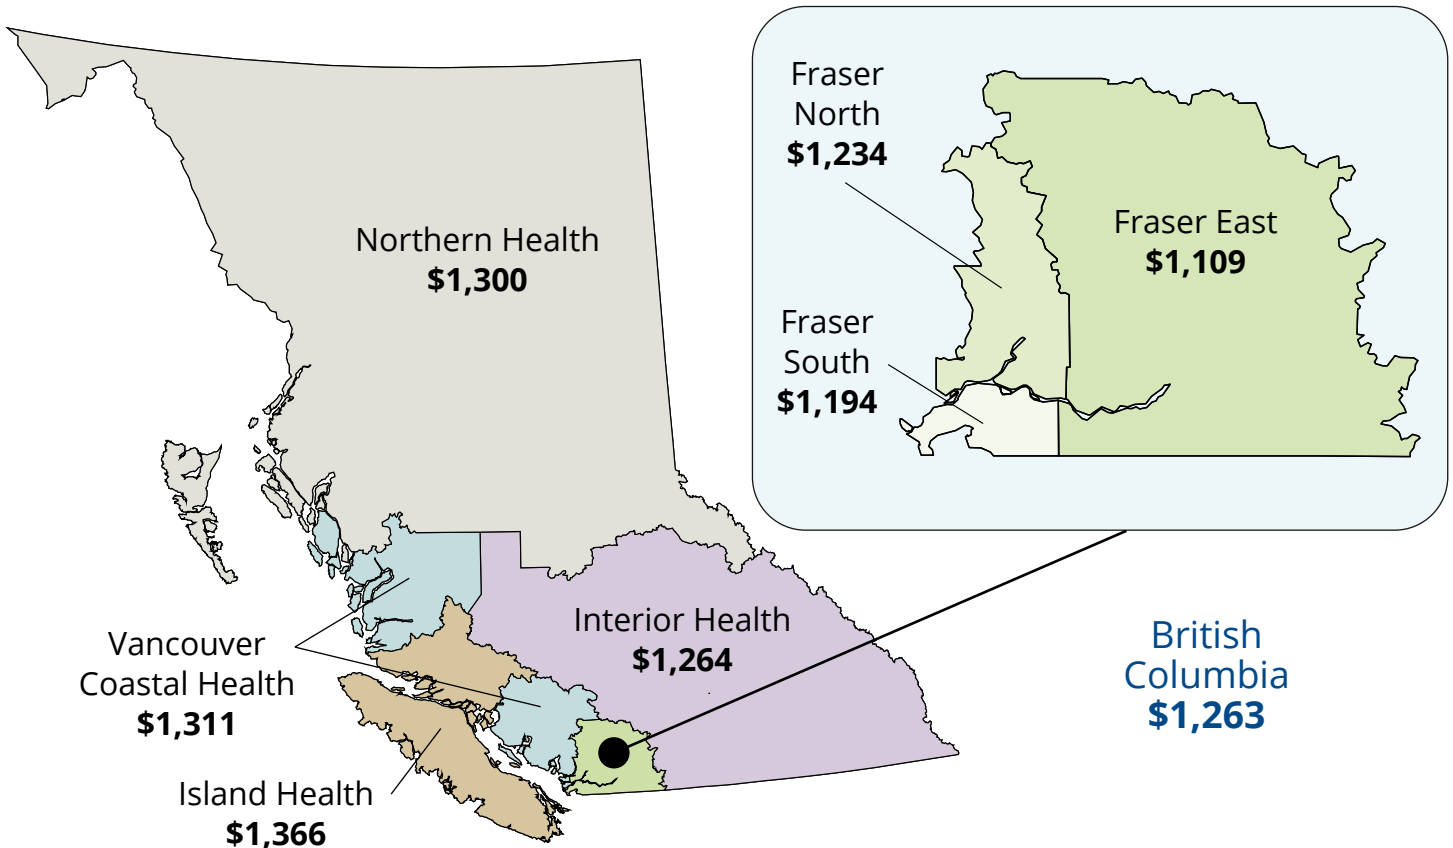 Fraser
North
$1,234
Fraser East
$1,109
Fraser
South
$1,194
Northern Health
$1,300
Interior Health
$1,264
Vancouver
Coastal Health
$1,311
Island Health
$1,366
British
Columbia
$1,263